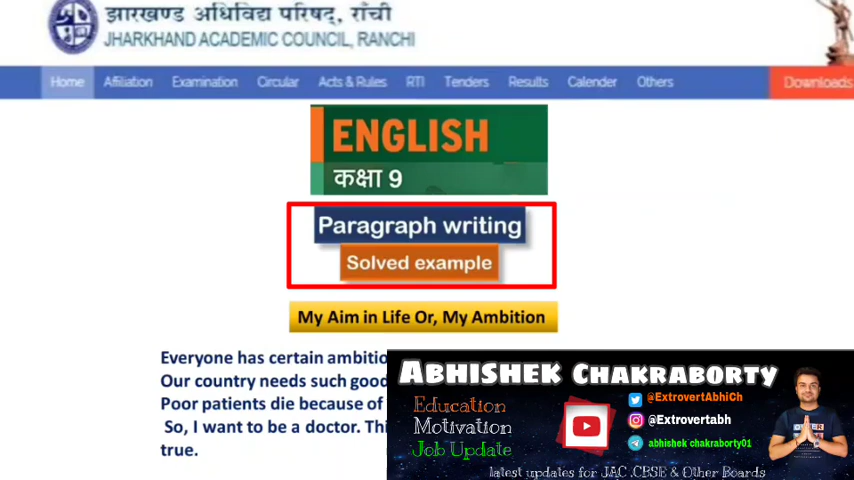 झारखण्ड अधिविद्य परिषद्, राँची
JHARKHAND ACADEMIC COUNCIL, RANCHI
Home Affiliation Examination Circular Acts & Rules RTI Tenders Results Calender Others Downloads
ENGLISH
कक्षा 9
Paragraph writing
Solved example
My Aim in Life Or, My Ambition
Everyone has certain ambitio
Our country needs such good
Poor patients die because of
So, I want to be a doctor. Thi
true.
ABHISHEK CHAKRABORTY
Education
Motivation
Job Update
@ExtrovertAbhiCh
@Extrovertabh
abhishek chakraborty01
latest updates for JAC ,CBSE & Other Boards